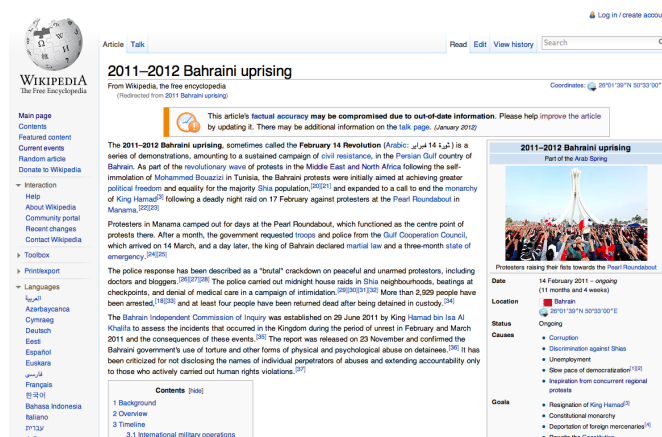 Log in / create accou
Article Talk Read Edit View history Search
WIKIPEDIA
The Free Encyclopedia
Main page
Contents
Featured content
Current events
Random article
Donate to Wikipedia
Interaction
Help
About Wikipedia
Community portal
Recent changes
Contact Wikipedia
Toolbox
Print/export
Languages
العربية
Azərbaycanca
Cymraeg
Deutsch
Eesti
Español
Euskara
فارسی
Français
한국어
Bahasa Indonesia
Italiano
עברית
2011–2012 Bahraini uprising
From Wikipedia, the free encyclopedia
(Redirected from 2011 Bahraini uprising)
Coordinates: 26°01′39″N 50°33′00″
This article's factual accuracy may be compromised due to out-of-date information. Please help improve the article
by updating it. There may be additional information on the talk page. (January 2012)
The 2011–2012 Bahraini uprising, sometimes called the February 14 Revolution (Arabic: ثورة 14 فبراير) is a
series of demonstrations, amounting to a sustained campaign of civil resistance, in the Persian Gulf country of
Bahrain. As part of the revolutionary wave of protests in the Middle East and North Africa following the self-
immolation of Mohammed Bouazizi in Tunisia, the Bahraini protests were initially aimed at achieving greater
political freedom and equality for the majority Shia population,[20][21] and expanded to a call to end the monarchy
of King Hamad[3] following a deadly night raid on 17 February against protesters at the Pearl Roundabout in
Manama.[22][23]
Protesters in Manama camped out for days at the Pearl Roundabout, which functioned as the centre point of
protests there. After a month, the government requested troops and police from the Gulf Cooperation Council,
which arrived on 14 March, and a day later, the king of Bahrain declared martial law and a three-month state of
emergency.[24][25]
The police response has been described as a "brutal" crackdown on peaceful and unarmed protestors, including
doctors and bloggers.[26][27][28] The police carried out midnight house raids in Shia neighbourhoods, beatings at
checkpoints, and denial of medical care in a campaign of intimidation.[29][30][31][32] More than 2,929 people have
been arrested,[18][33] and at least four people have been returned dead after being detained in custody.[34]
The Bahrain Independent Commission of Inquiry was established on 29 June 2011 by King Hamad bin Isa Al
Khalifa to assess the incidents that occurred in the Kingdom during the period of unrest in February and March
2011 and the consequences of these events.[35] The report was released on 23 November and confirmed the
Bahraini government's use of torture and other forms of physical and psychological abuse on detainees.[36] It has
been criticized for not disclosing the names of individual perpetrators of abuses and extending accountability only
to those who actively carried out human rights violations.[37]
Contents [hide]
1 Background
2 Overview
3 Timeline
3.1 International military operations
2011–2012 Bahraini uprising
Part of the Arab Spring
Protesters raising their fists towards the Pearl Roundabout
Date 14 February 2011 – ongoing
(11 months and 4 weeks)
Location Bahrain
26°01′39″N 50°33′00″E
Status Ongoing
Causes • Corruption
• Discrimination against Shias
• Unemployment
• Slow pace of democratization[1][2]
• Inspiration from concurrent regional
protests
Goals • Resignation of King Hamad[3]
• Constitutional monarchy
• Deportation of foreign mercenaries[4]